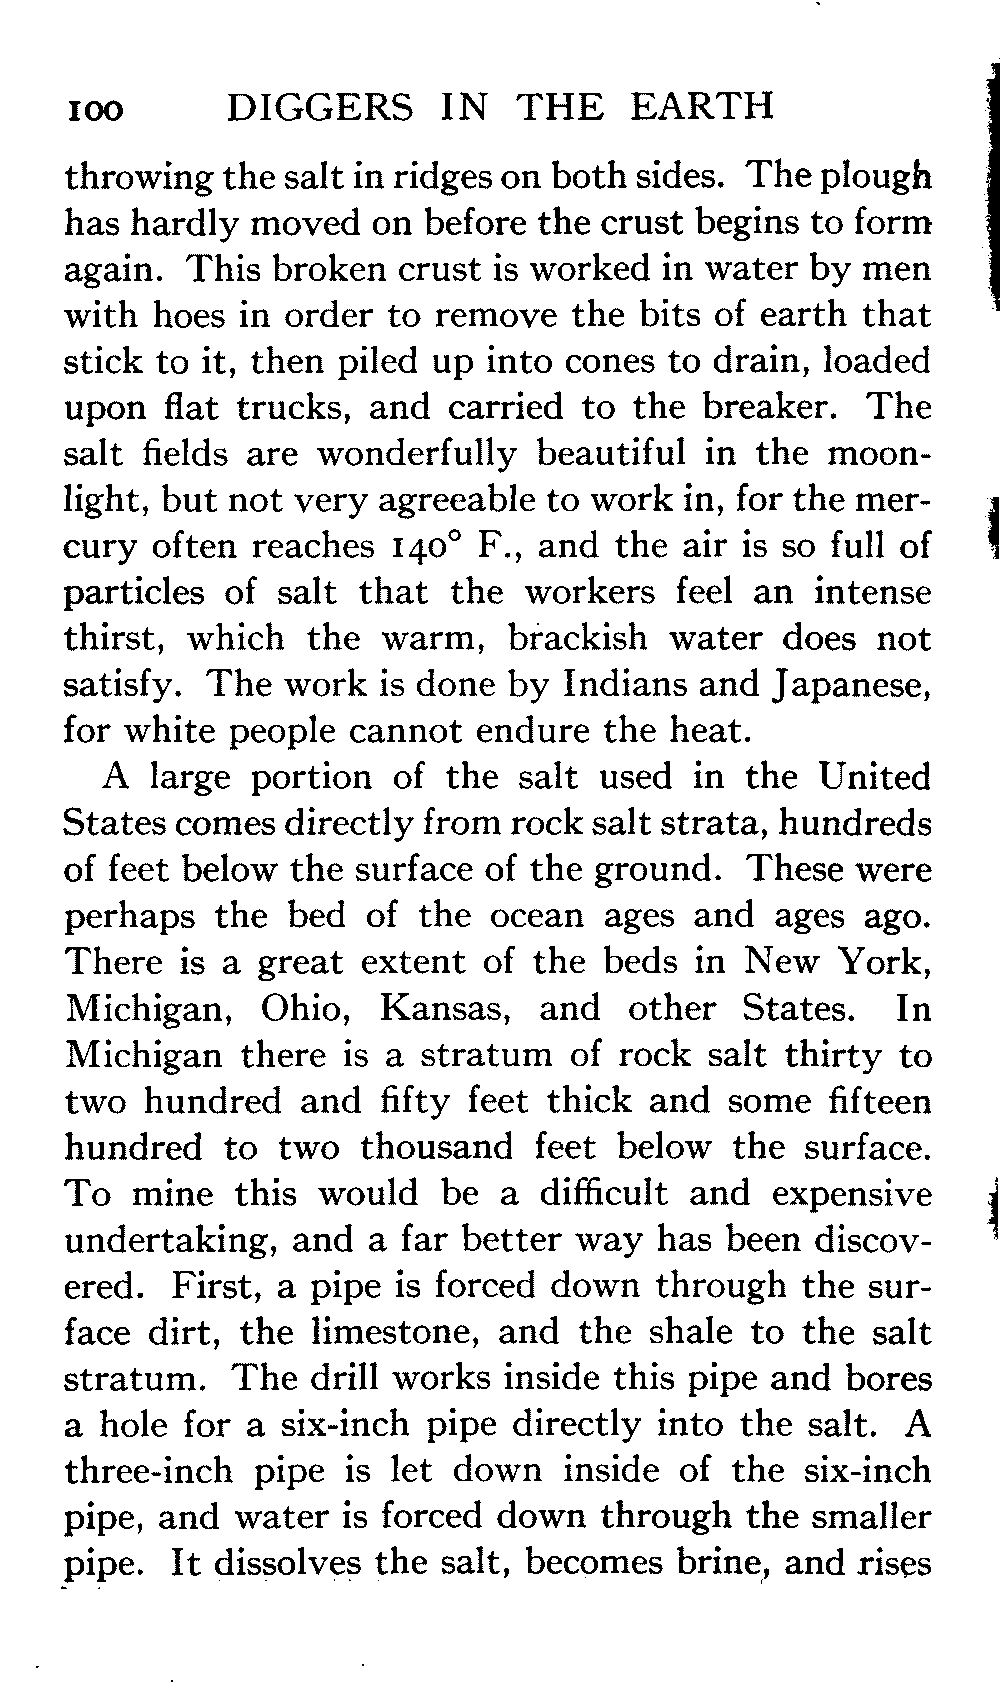 100 DIGGERS IN THE EARTH
throwing the salt in ridges on both sides. The plough
has hardly moved on before the crust begins to form
again. This broken crust is worked in water by men
with hoes in order to remove the bits of earth that
stick to it, then piled up into cones to drain, loaded
upon flat trucks, and carried to the breaker. The
salt fields are wonderfully beautiful in the moon-
light, but not very agreeable to work in, for the mer-
cury often reaches 140° F., and the air is so full of
particles of salt that the workers feel an intense
thirst, which the warm, brackish water does not
satisfy. The work is done by Indians and Japanese,
for white people cannot endure the heat.
A large portion of the salt used in the United
States comes directly from rock salt strata, hundreds
of feet below the surface of the ground. These were
perhaps the bed of the ocean ages and ages ago.
There is a great extent of the beds in New York,
Michigan, Ohio, Kansas, and other States. In
Michigan there is a stratum of rock salt thirty to
two hundred and fifty feet thick and some fifteen
hundred to two thousand feet below the surface.
To mine this would be a difficult and expensive
undertaking, and a far better way has been discov-
ered. First, a pipe is forced down through the sur-
face dirt, the limestone, and the shale to the salt
stratum. The drill works inside this pipe and bores
a hole for a six-inch pipe directly into the salt. A
three-inch pipe is let down inside of the six-inch
pipe, and water is forced down through the smaller
pipe. It dissolves the salt, becomes brine, and rises